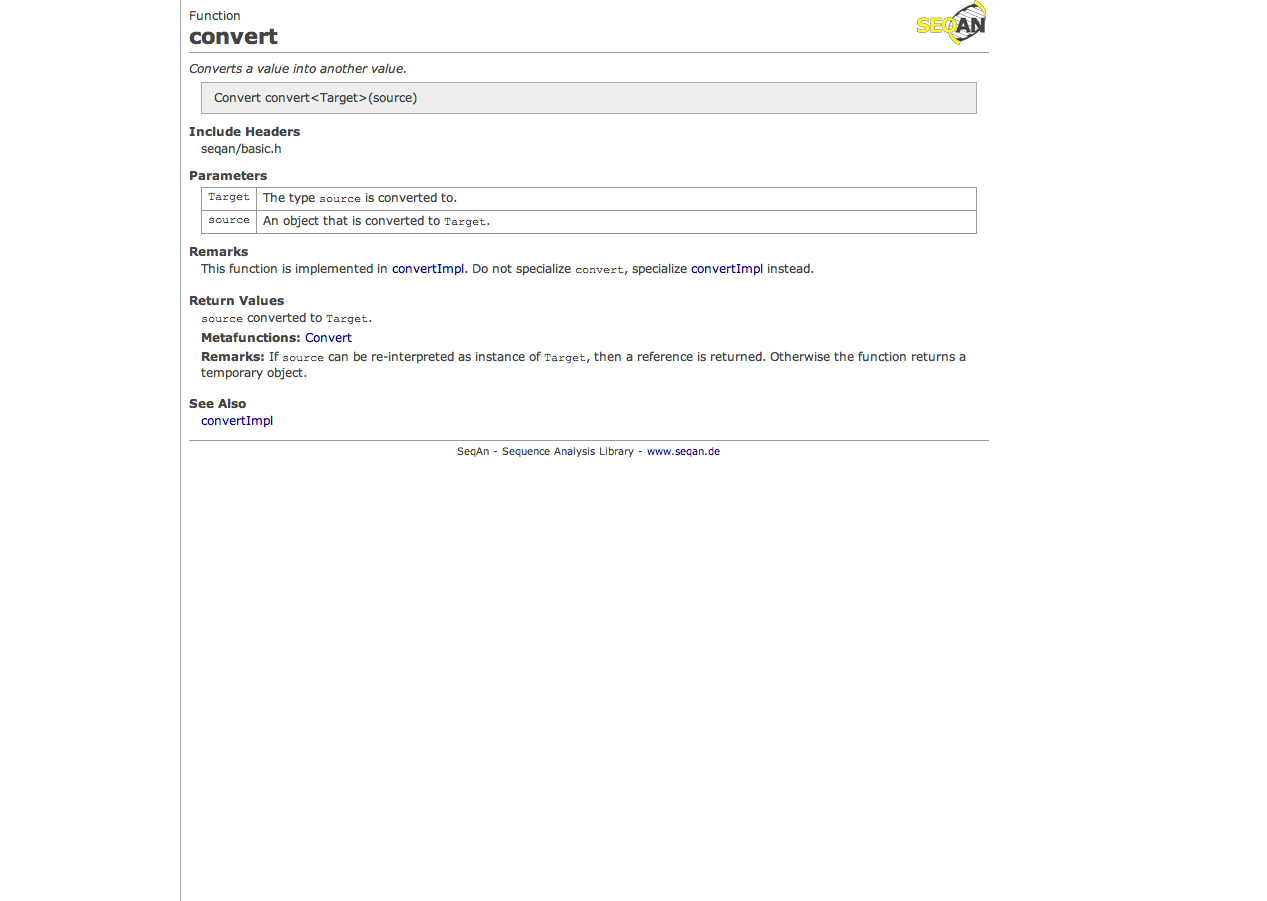 Function
convert
SEQAN
Converts a value into another value.
Convert convert<Target>(source)
Include Headers
seqan/basic.h
Parameters
Target The type source is converted to.
source An object that is converted to Target.
Remarks
This function is implemented in convertImpl. Do not specialize convert, specialize convertImpl instead.
Return Values
source converted to Target.
Metafunctions: Convert
Remarks: If source can be re-interpreted as instance of Target, then a reference is returned. Otherwise the function returns a
temporary object.
See Also
convertImpl
SeqAn - Sequence Analysis Library - www.seqan.de